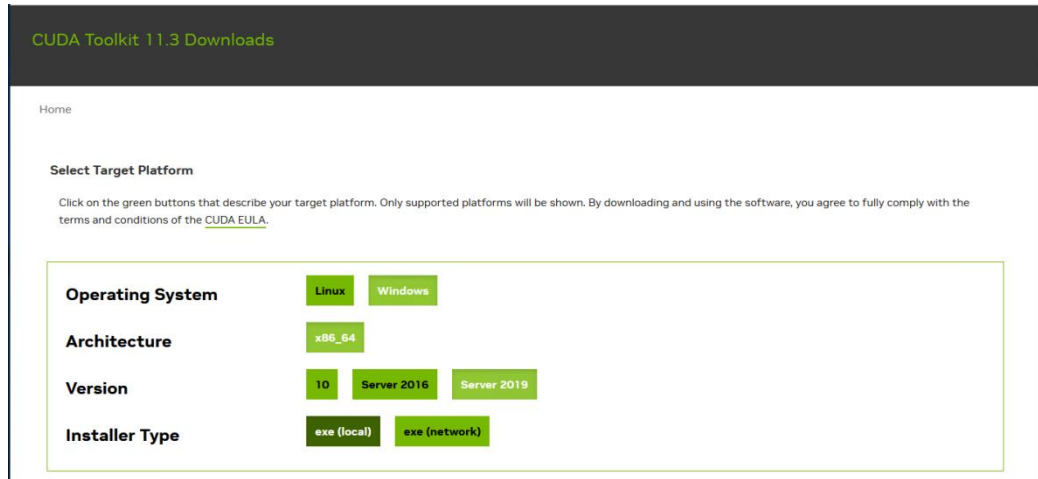 CUDA Toolkit 11.3 Downloads
Home
Select Target Platform
Click on the green buttons that describe your target platform. Only supported platforms will be shown. By downloading and using the software, you agree to fully comply with the
terms and conditions of the CUDA EULA.
Operating System Linux Windows
Architecture x86_64
Version 10 Server 2016 Server 2019
Installer Type exe (local) exe (network)